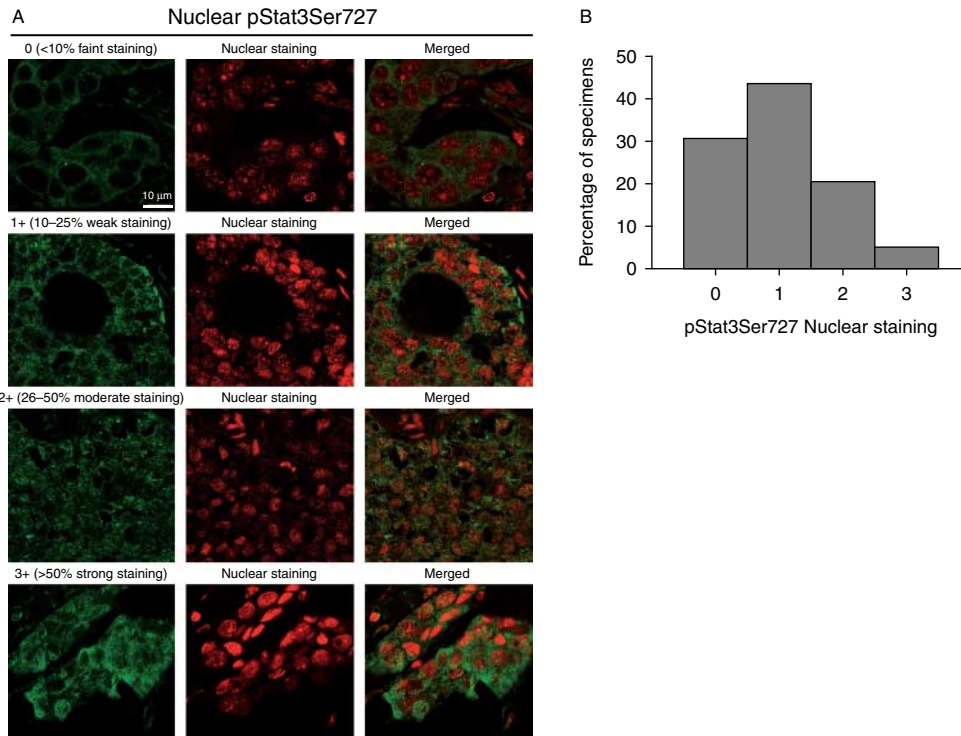 A
Nuclear pStat3Ser727
0 (<10% faint staining) Nuclear staining Merged
10 μm
1+ (10–25% weak staining) Nuclear staining Merged
2+ (26–50% moderate staining) Nuclear staining Merged
3+ (>50% strong staining) Nuclear staining Merged
B
Percentage of specimens
50
40
30
20
10
0
0 1 2 3
pStat3Ser727 Nuclear staining